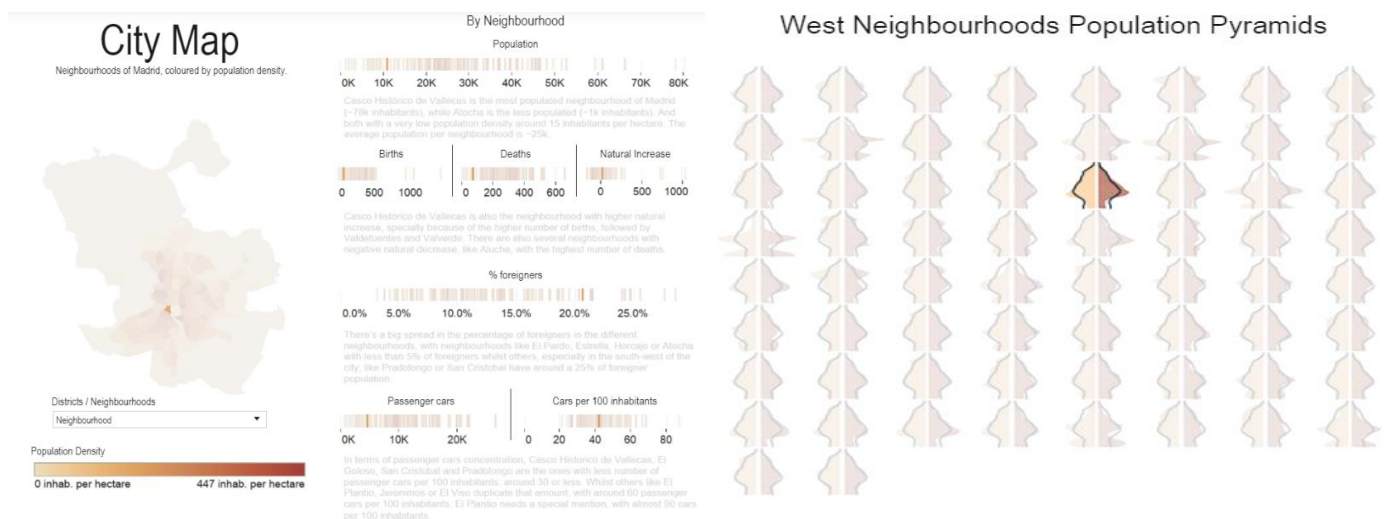 City Map
Neighbourhoods of Madrid, coloured by population density.
Districts / Neighbourhoods
Neighbourhood
Population Density
0 inhab. per hectare 447 inhab. per hectare
By Neighbourhood
Population
0K 10K 20K 30K 40K 50K 60K 70K 80K
Casco Histórico de Vallecas is the most populated neighbourhood of Madrid
(~78k inhabitants), while Atocha is the less populated (~1k inhabitants). And
both with a very low population density around 15 inhabitants per hectare. The
average population per neighbourhood is ~25k.
Births Deaths Natural Increase
0 500 1000 0 200 400 600 0 500 1000
Casco Histórico de Vallecas is also the neighbourhood with higher natural
increase, specially because of the higher number of births, followed by
Valdefuentes and Valverde. There are also several neighbourhoods with
negative natural decrease, like Aluche, with the highest number of deaths.
% foreigners
0.0% 5.0% 10.0% 15.0% 20.0% 25.0%
There's a big spread in the percentage of foreigners in the different
neighbourhoods, with neighbourhoods like El Pardo, Estrella, Horcajo or Atocha
with less than 5% of foreigners whilst others, especially in the south-west of the
city, like Pradolongo or San Cristobal have around a 25% of foreigner
population.
Passenger cars Cars per 100 inhabitants
0K 10K 20K 0 20 40 60 80
In terms of passenger cars concentration, Casco Historico de Vallecas, El
Goloso, San Cristobal and Pradolongo are the ones with less number of
passenger cars per 100 inhabitants: around 30 or less. Whilst others like El
Plantio, Jeronimos or El Viso duplicate that amount, with around 60 passenger
cars per 100 inhabitants. El Plantio needs a special mention, with almost 90 cars
per 100 inhabitants.
West Neighbourhoods Population Pyramids